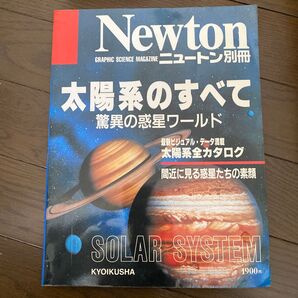 Newton
GRAPHIC SCIENCE MAGAZINE
ニュートン別冊
太陽系のすべて
驚異の惑星ワールド
最新ビジュアル・データ満載
太陽系全カタログ
間近に見る惑星たちの素顔
SOLAR SYSTEM
KYOIKUSHA
1900円